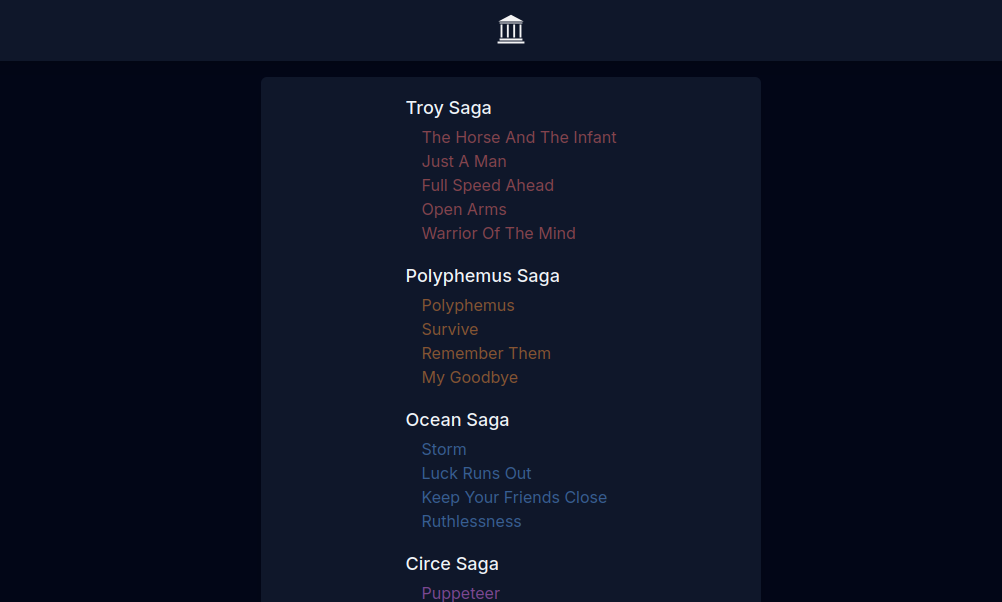 Troy Saga
The Horse And The Infant
Just A Man
Full Speed Ahead
Open Arms
Warrior Of The Mind
Polyphemus Saga
Polyphemus
Survive
Remember Them
My Goodbye
Ocean Saga
Storm
Luck Runs Out
Keep Your Friends Close
Ruthlessness
Circe Saga
Puppeteer